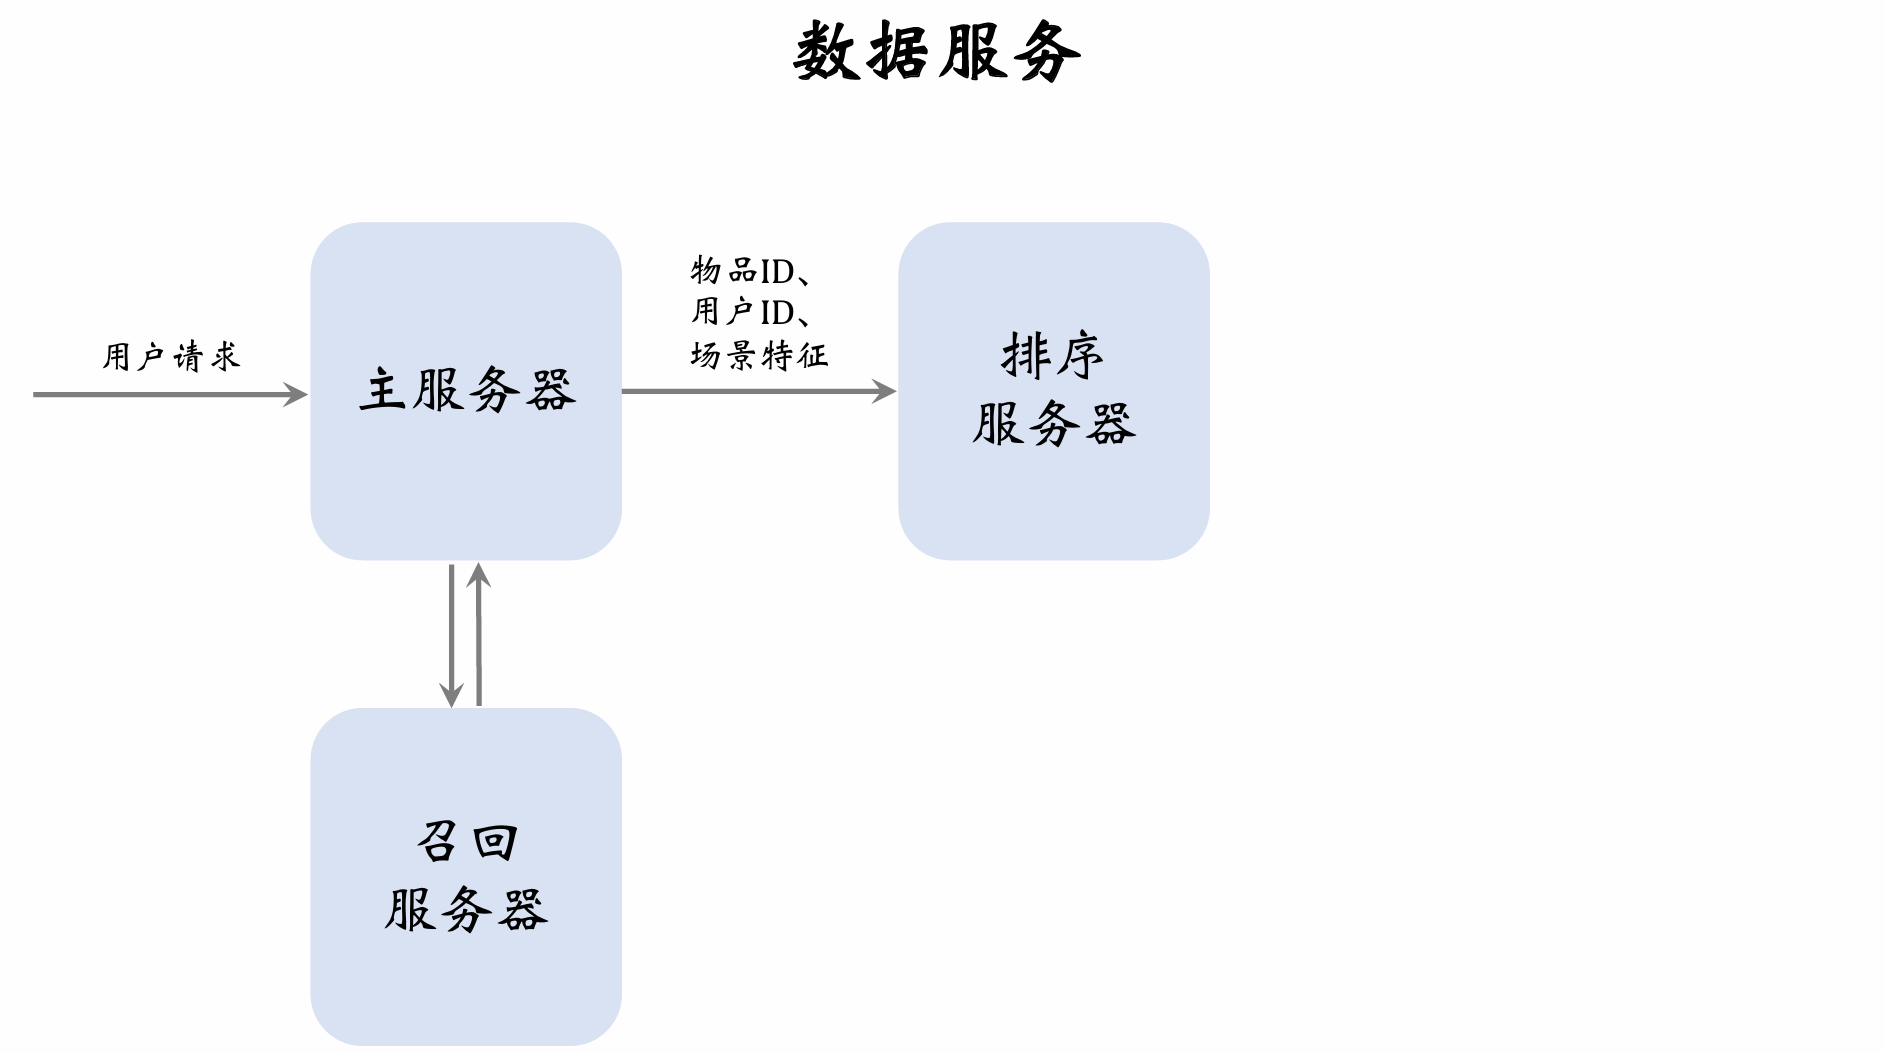 数据服务
用户请求
主服务器
物品ID、
用户ID、
场景特征
排序
服务器
召回
服务器